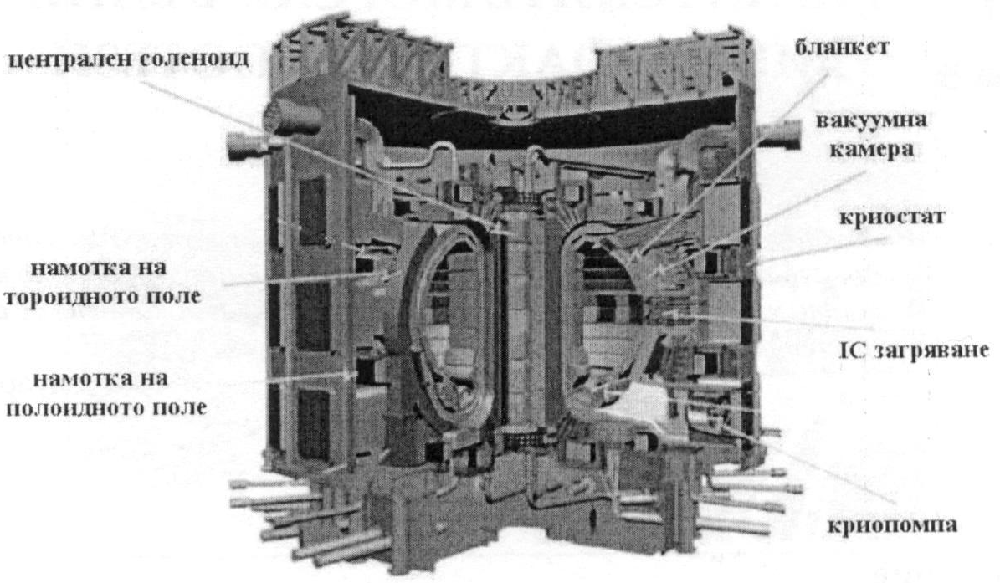 централен соленоид
бланкет
вакуумна
камера
криостат
намотка на
тороидното поле
IC загряване
намотка на
полоидното поле
криопомпа